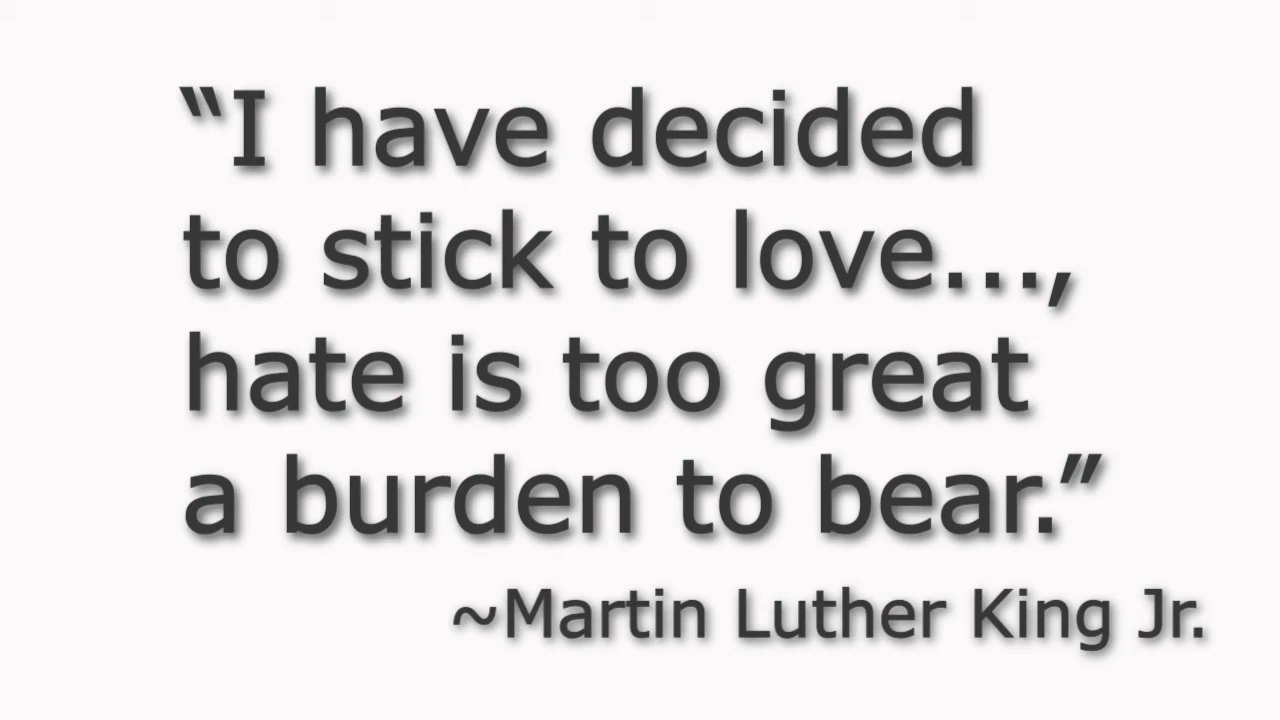 “I have decided
to stick to love...,
hate is too great
a burden to bear.”
~Martin Luther King Jr.